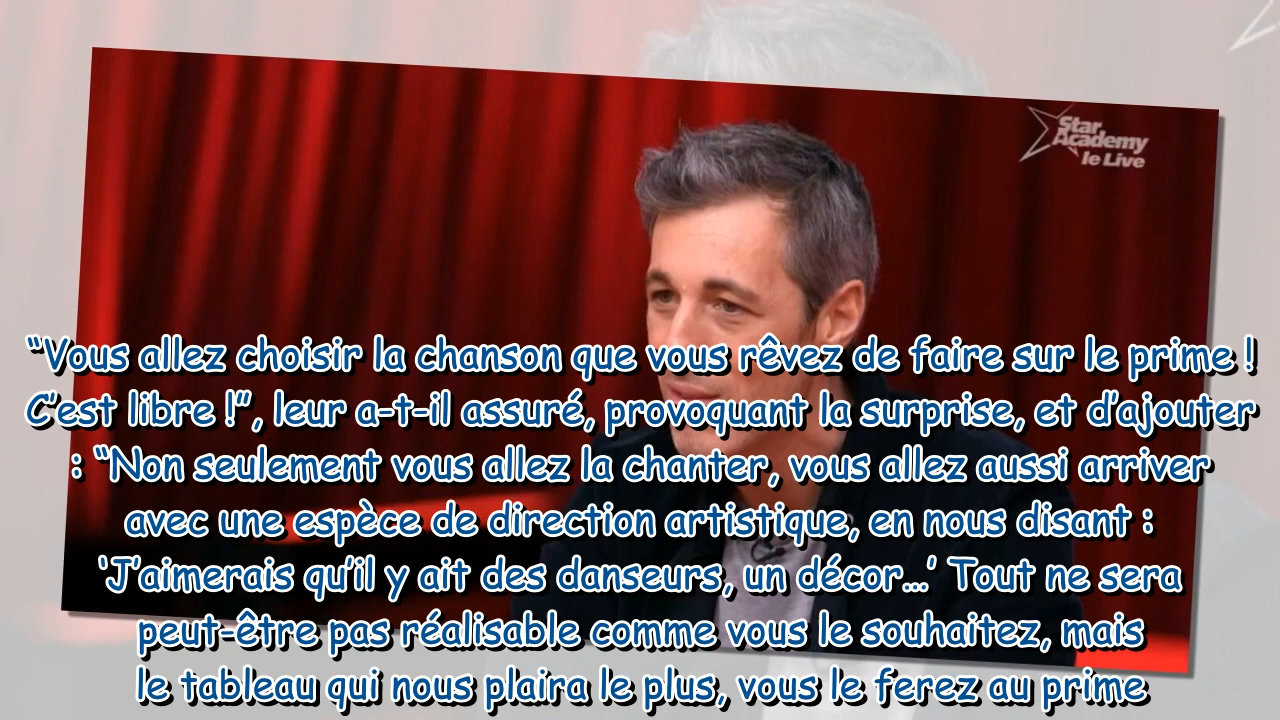 Star
Academy
le Live
“Vous allez choisir la chanson que vous rêvez de faire sur le prime !
C’est libre !”, leur a-t-il assuré, provoquant la surprise, et d’ajouter
: “Non seulement vous allez la chanter, vous allez aussi arriver
avec une espèce de direction artistique, en nous disant :
‘J’aimerais qu’il y ait des danseurs, un décor…’ Tout ne sera
peut-être pas réalisable comme vous le souhaitez, mais
le tableau qui nous plaira le plus, vous le ferez au prime